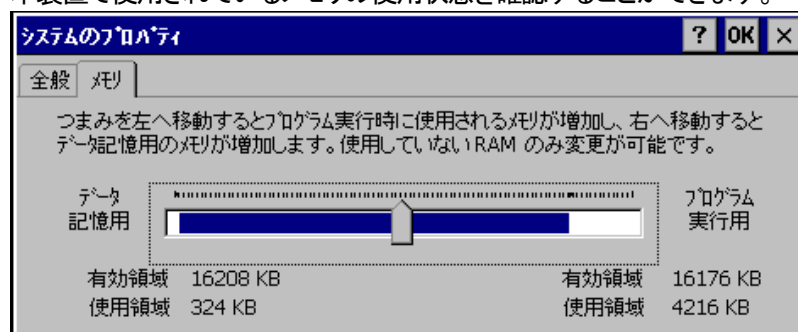 本装置で使用されているメモリの使用状態を確認することができます。
システムのﾌﾟﾛﾊﾟﾃｨ ? OK ×
全般 ﾒﾓﾘ
つまみを左へ移動するとﾌﾟﾛｸﾞﾗﾑ実行時に使用されるﾒﾓﾘが増加し、右へ移動すると
ﾃﾞｰﾀ記憶用のﾒﾓﾘが増加します。使用していない RAM のみ変更が可能です。
ﾃﾞｰﾀ
記憶用
ﾌﾟﾛｸﾞﾗﾑ
実行用
有効領域 16208 KB 有効領域 16176 KB
使用領域 324 KB 使用領域 4216 KB